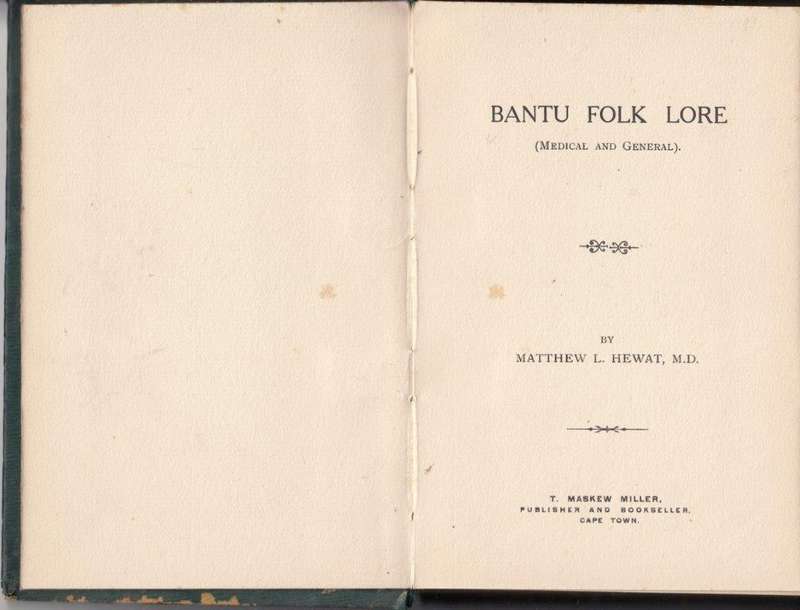 BANTU FOLK LORE
(MEDICAL AND GENERAL).
BY
MATTHEW L. HEWAT, M.D.
T. MASKEW MILLER,
PUBLISHER AND BOOKSELLER,
CAPE TOWN.